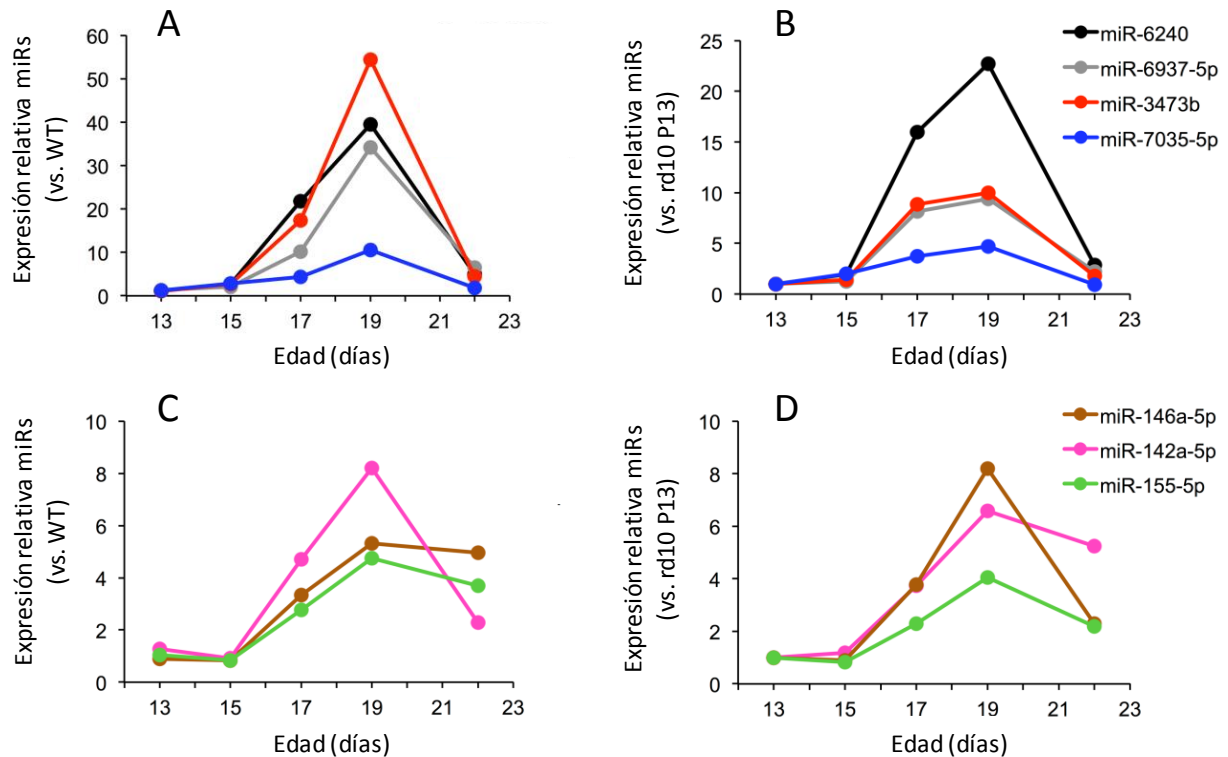 A
Expresión relativa miRs
(vs. WT)
60
50
40
30
20
10
0
13 15 17 19 21 23
Edad (días)
B
Expresión relativa miRs
(vs. rd10 P13)
25
20
15
10
5
0
13 15 17 19 21 23
Edad (días)
miR-6240
miR-6937-5p
miR-3473b
miR-7035-5p
C
Expresión relativa miRs
(vs. WT)
10
8
6
4
2
0
13 15 17 19 21 23
Edad (días)
D
Expresión relativa miRs
(vs. rd10 P13)
10
8
6
4
2
0
13 15 17 19 21 23
Edad (días)
miR-146a-5p
miR-142a-5p
miR-155-5p